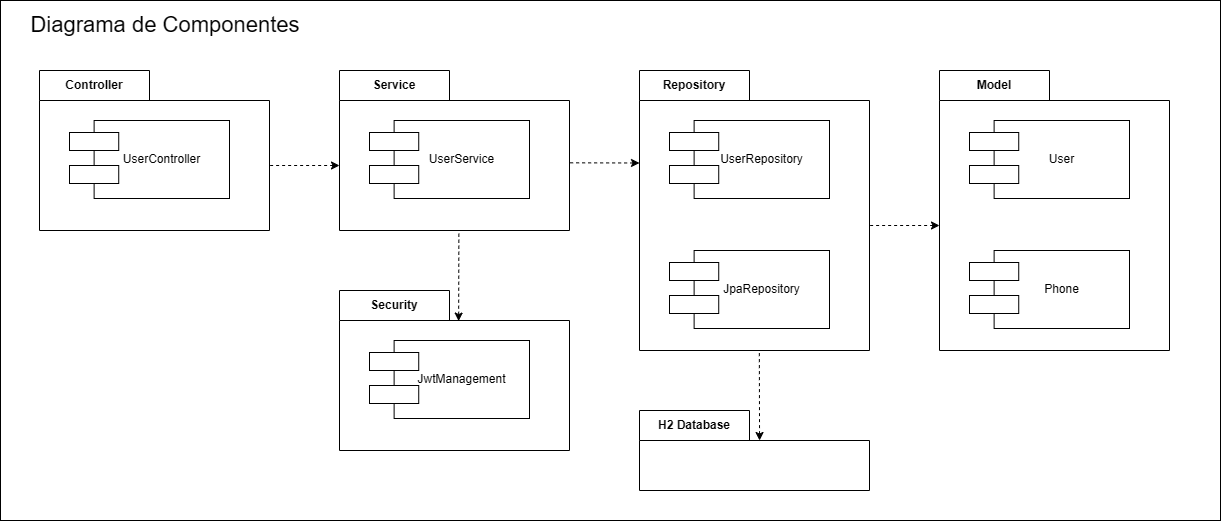 Diagrama de Componentes
Controller
UserController
Service
UserService
Repository
UserRepository
JpaRepository
Model
User
Phone
Security
JwtManagement
H2 Database